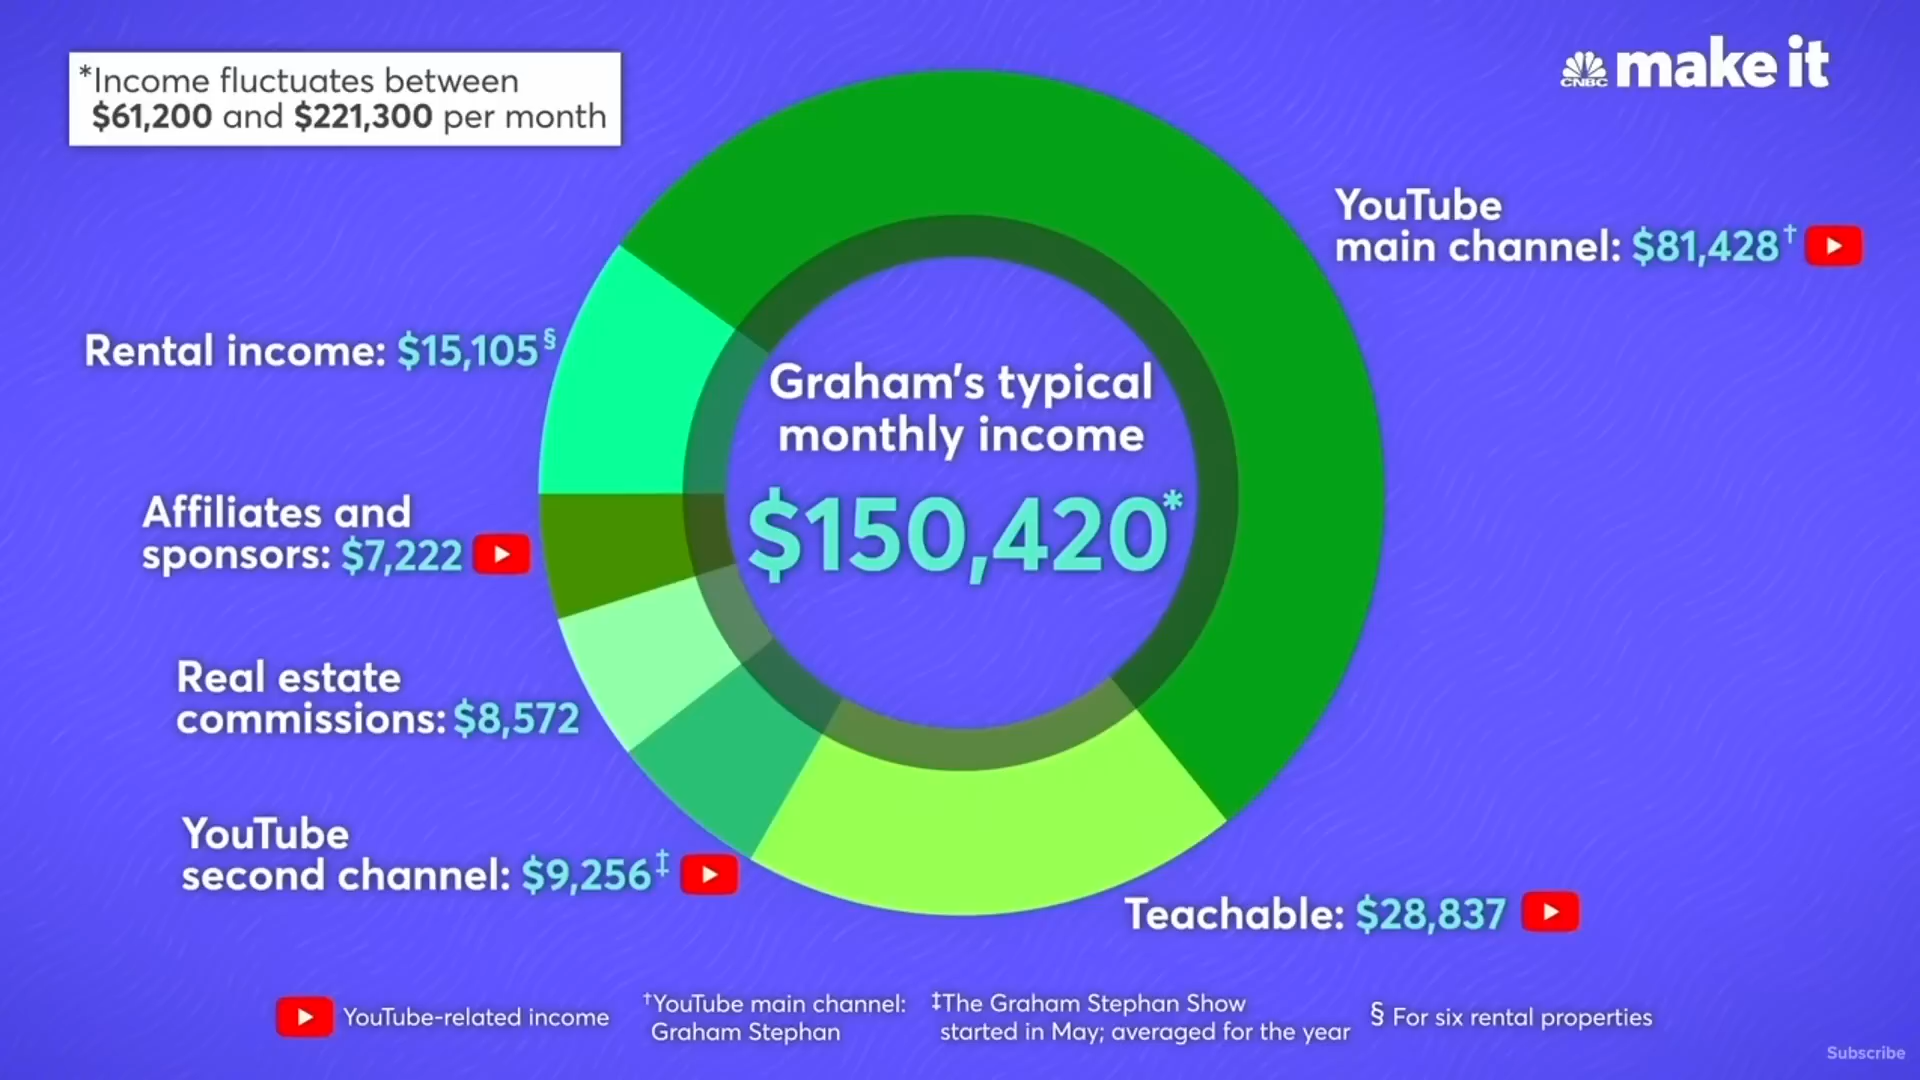 *Income fluctuates between
$61,200 and $221,300 per month
CNBC make it
YouTube
main channel: $81,428†
Rental income: $15,105§
Graham's typical
monthly income
$150,420*
Affiliates and
sponsors: $7,222
Real estate
commissions: $8,572
YouTube
second channel: $9,256‡
Teachable: $28,837
YouTube-related income
†YouTube main channel:
Graham Stephan
‡The Graham Stephan Show
started in May; averaged for the year
§ For six rental properties
Subscribe